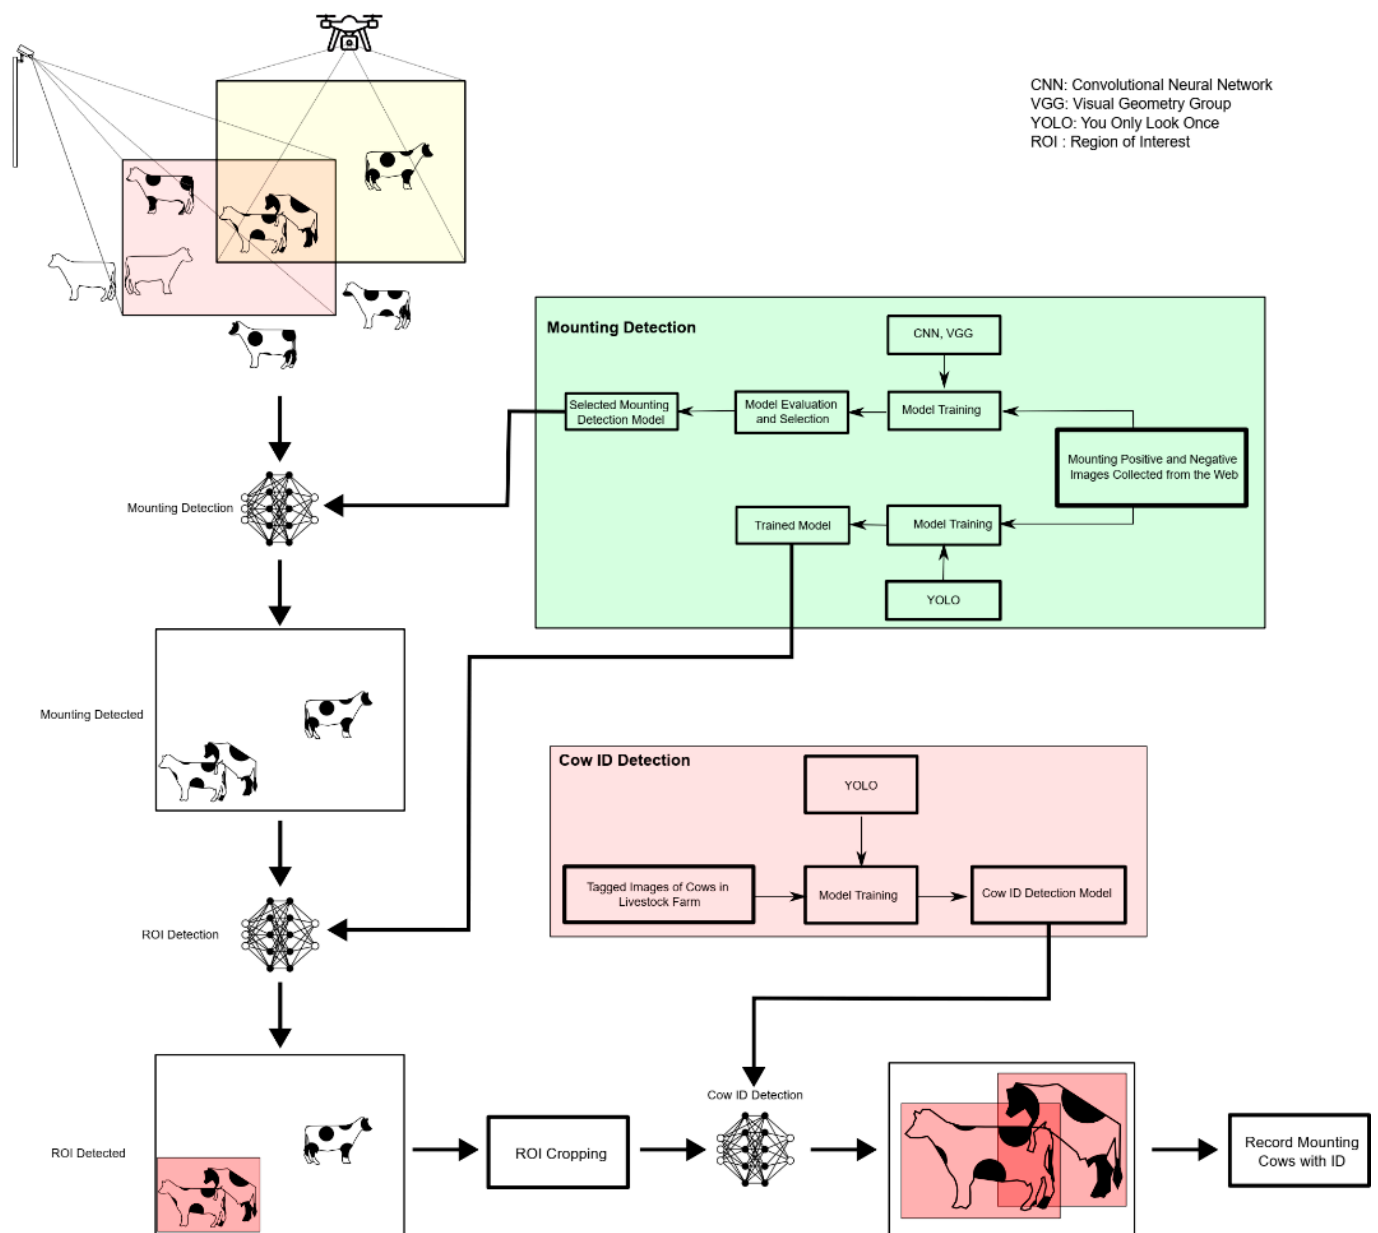 CNN: Convolutional Neural Network
VGG: Visual Geometry Group
YOLO: You Only Look Once
ROI : Region of Interest
Mounting Detection
CNN, VGG
Selected Mounting
Detection Model
Model Evaluation
and Selection
Model Training
Mounting Positive and Negative
Images Collected from the Web
Mounting Detection
Trained Model
Model Training
YOLO
Mounting Detected
Cow ID Detection
YOLO
Tagged Images of Cows in
Livestock Farm
Model Training
Cow ID Detection Model
ROI Detection
Cow ID Detection
ROI Detected
ROI Cropping
Record Mounting
Cows with ID